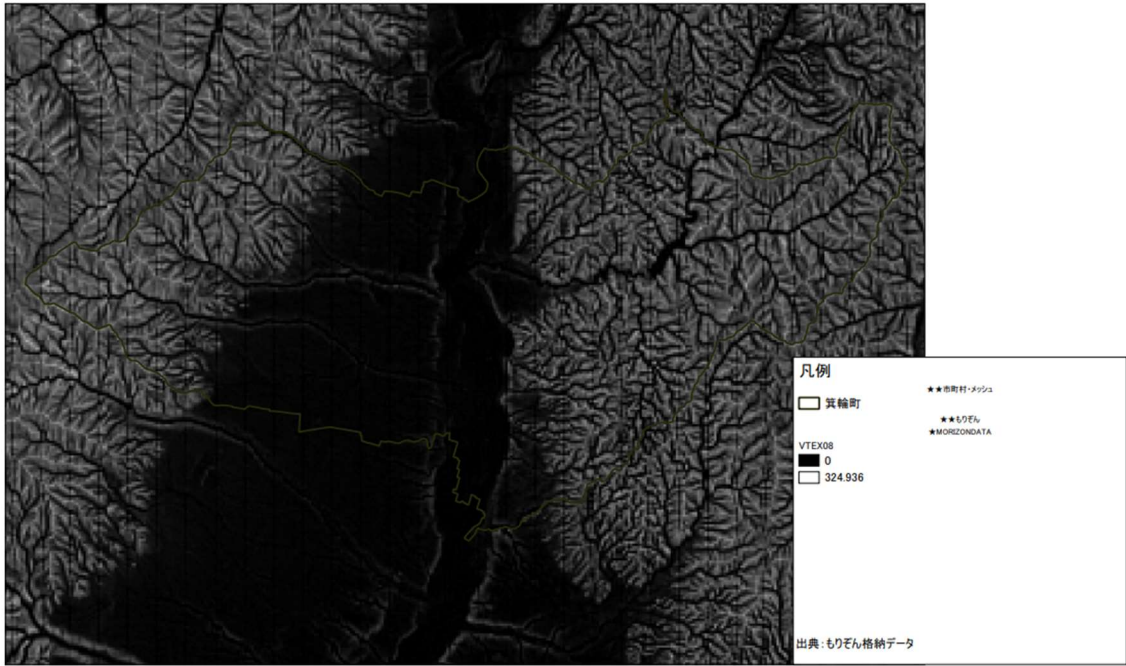 凡例
★★市町村・メッシュ
箕輪町
★★もりぞん
★MORIZONDATA
VTEX08
0
324.936
出典：もりぞん格納データ